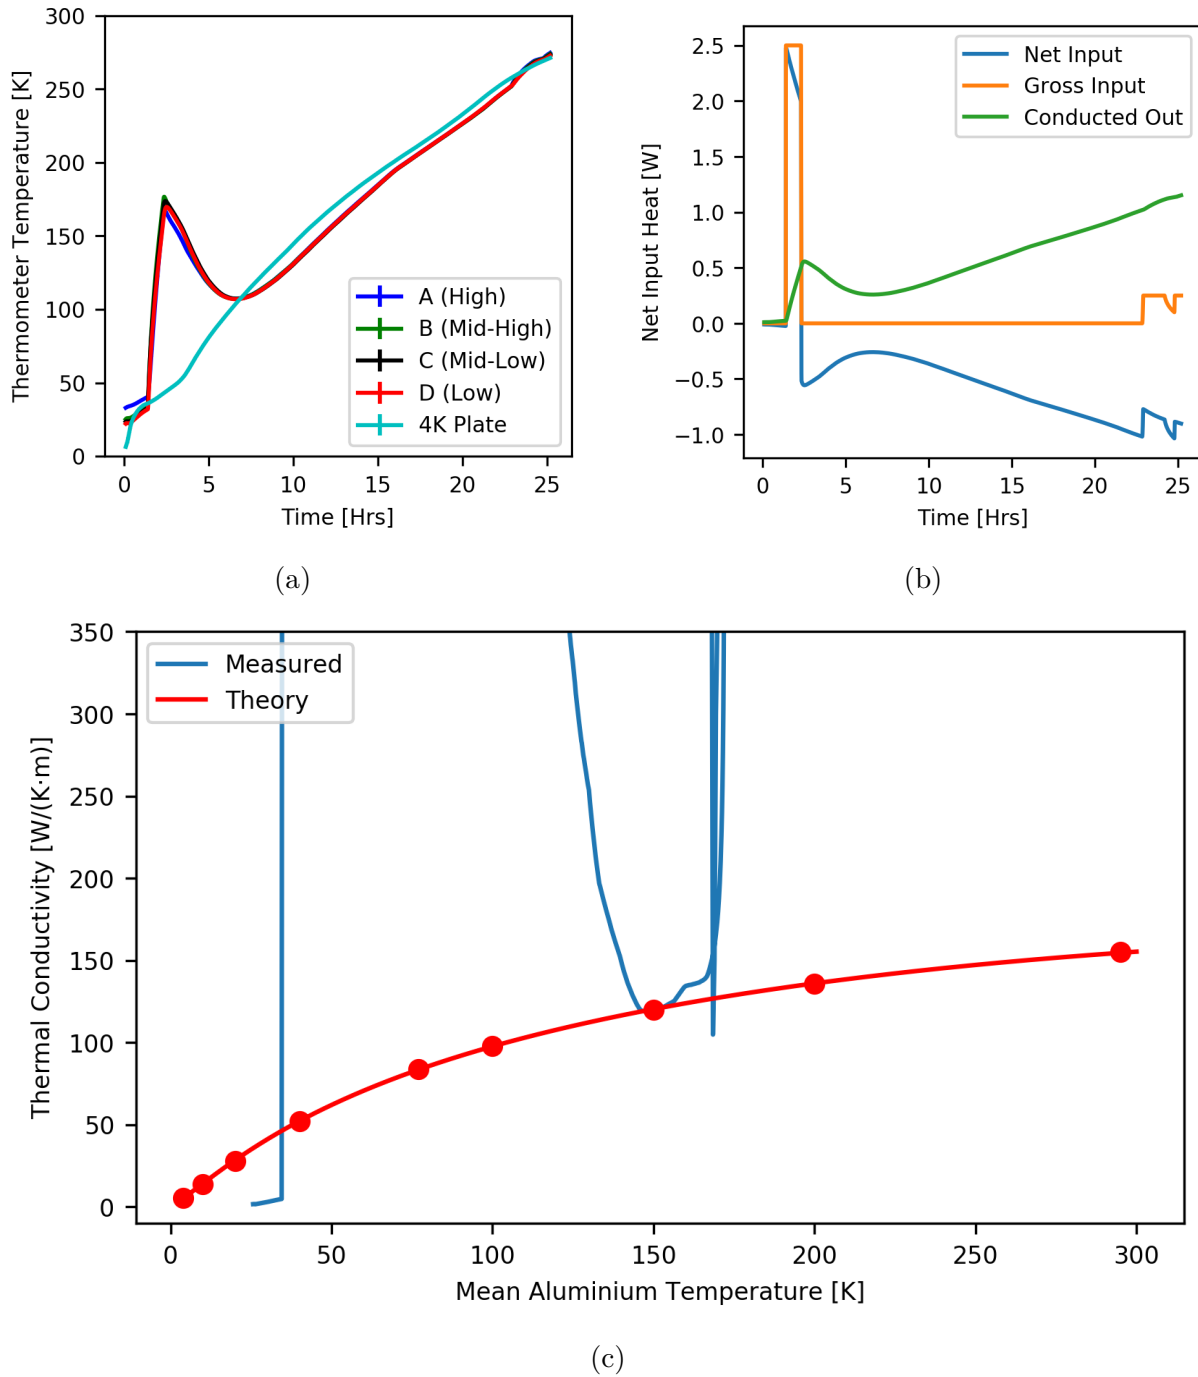 300
250
200
150
100
50
0
Thermometer Temperature [K]
A (High)
B (Mid-High)
C (Mid-Low)
D (Low)
4K Plate
0 5 10 15 20 25
Time [Hrs]
(a)
2.5
2.0
1.5
1.0
0.5
0.0
−0.5
−1.0
Net Input Heat [W]
Net Input
Gross Input
Conducted Out
0 5 10 15 20 25
Time [Hrs]
(b)
350
300
250
200
150
100
50
0
Thermal Conductivity [W/(K·m)]
Measured
Theory
0 50 100 150 200 250 300
Mean Aluminium Temperature [K]
(c)